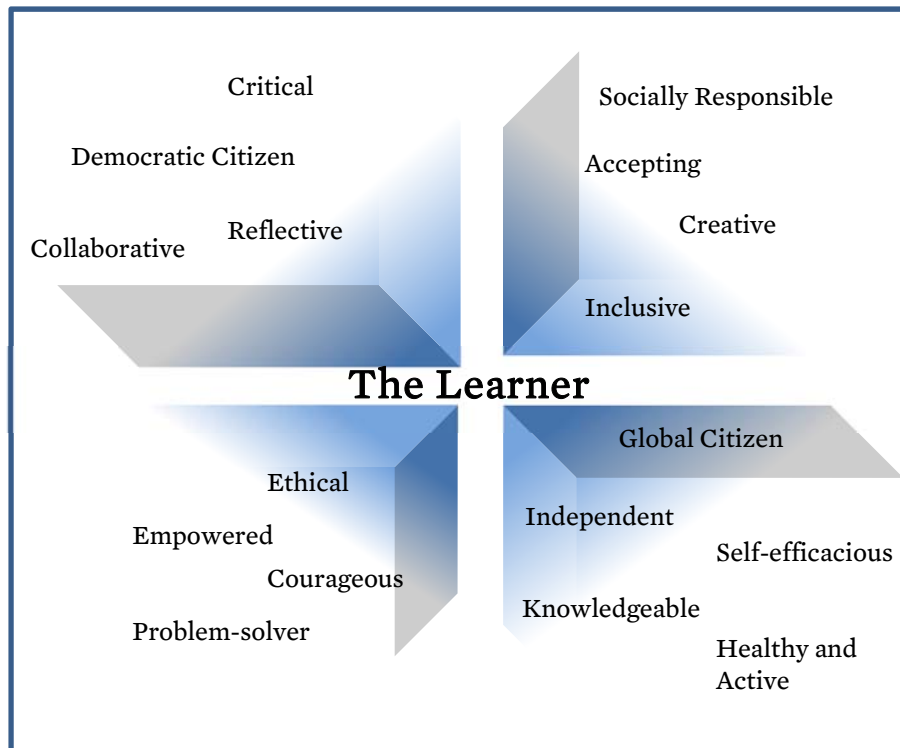 Critical
Socially Responsible
Democratic Citizen
Accepting
Reflective
Creative
Collaborative
Inclusive
The Learner
Global Citizen
Ethical
Independent
Empowered
Self-efficacious
Courageous
Knowledgeable
Problem-solver
Healthy and
Active